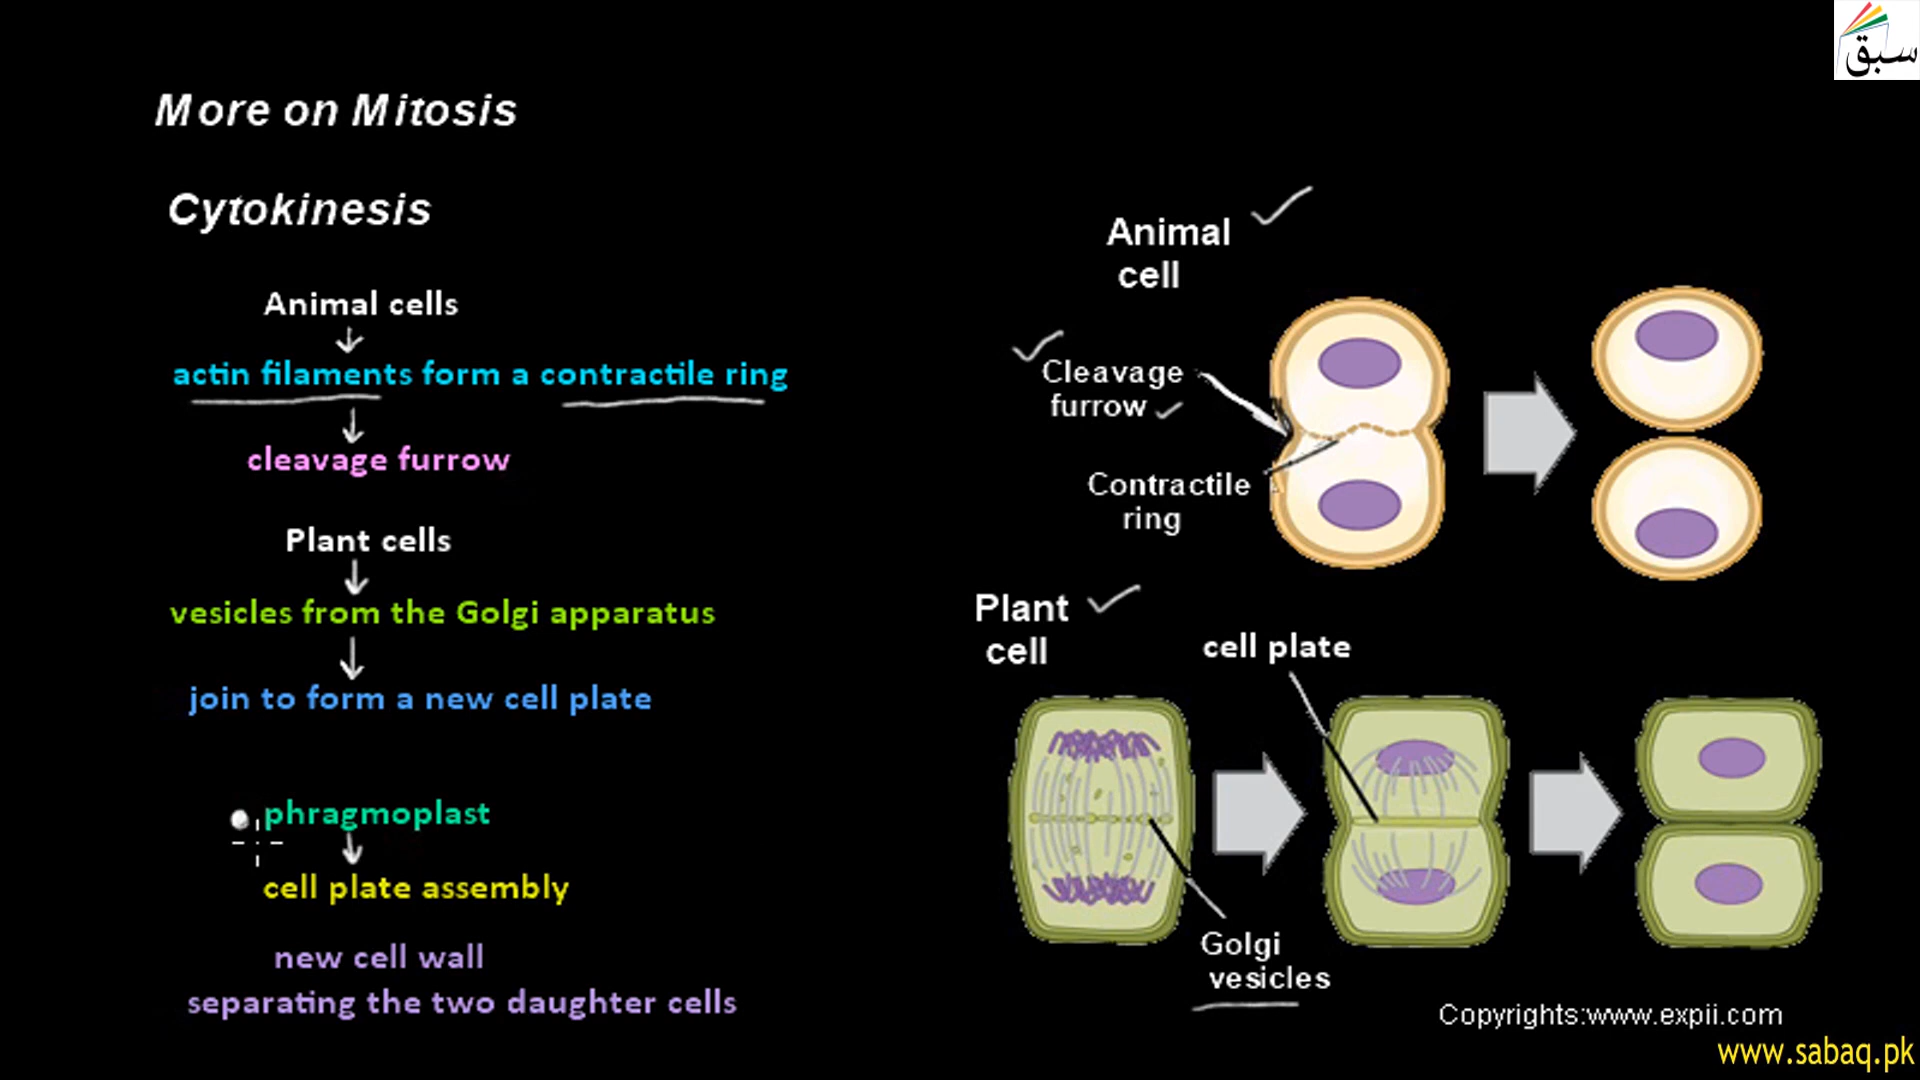 سبق
More on Mitosis
Cytokinesis
Animal cells
actin filaments form a contractile ring
cleavage furrow
Plant cells
vesicles from the Golgi apparatus
join to form a new cell plate
phragmoplast
cell plate assembly
new cell wall
separating the two daughter cells
Animal
cell
Cleavage
furrow
Contractile
ring
Plant
cell
cell plate
Golgi
vesicles
Copyrights:www.expii.com
www.sabaq.pk